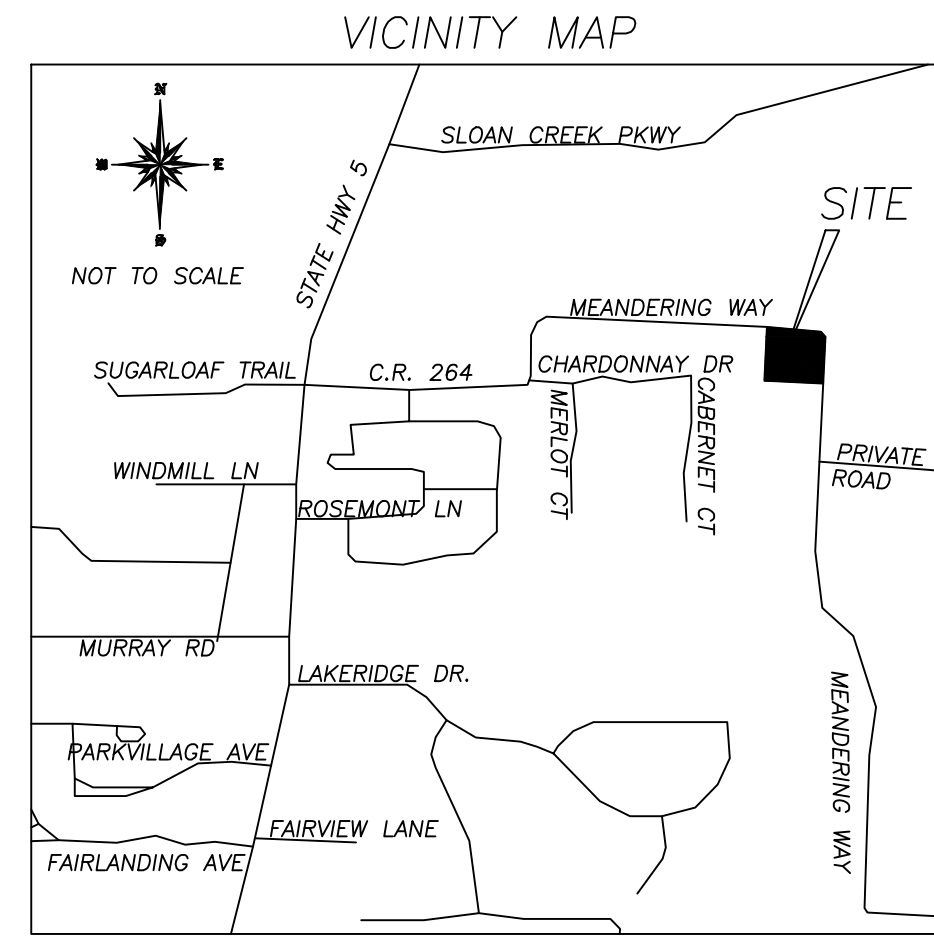 VICINITY MAP
N
W
E
S
NOT TO SCALE
SLOAN CREEK PKWY
STATE HWY 5
SITE
MEANDERING WAY
SUGARLOAF TRAIL
C.R. 264
CHARDONNAY DR
MERLOT CT
CABERNET CT
PRIVATE
ROAD
WINDMILL LN
ROSEMONT LN
MURRAY RD
LAKERIDGE DR.
MEANDERING WAY
PARKVILLAGE AVE
FAIRVIEW LANE
FAIRLANDING AVE